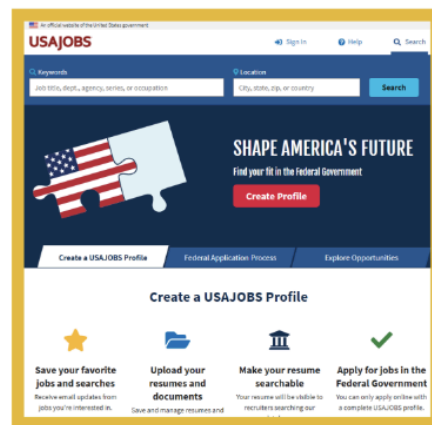 An official website of the United States government
USAJOBS
Sign In
Help
Search
Keywords
Location
Job title, dept., agency, series, or occupation
City, state, zip, or country
Search
SHAPE AMERICA'S FUTURE
Find your fit in the Federal Government
Create Profile
Create a USAJOBS Profile
Federal Application Process
Explore Opportunities
Create a USAJOBS Profile
Save your favorite
jobs and searches
Receive email updates from
jobs you're interested in.
Upload your
resumes and
documents
Save and manage resumes and
Make your resume
searchable
Your resume will be visible to
recruiters searching our
Apply for jobs in the
Federal Government
You can only apply online with
a complete USAJOBS profile.